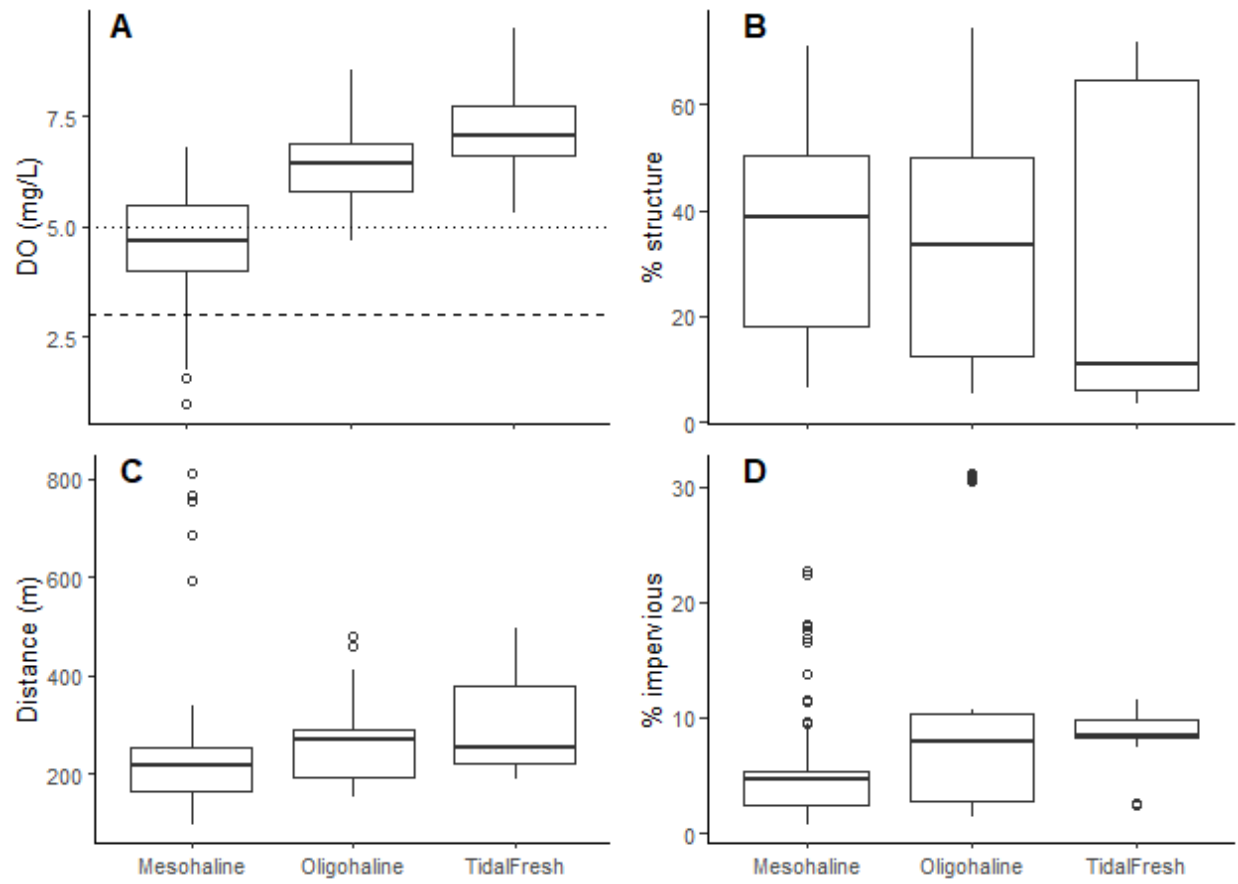 A
DO (mg/L)
7.5
5.0
2.5
B
% structure
60
40
20
0
C
Distance (m)
800
600
400
200
Mesohaline Oligohaline TidalFresh
D
% impervious
30
20
10
0
Mesohaline Oligohaline TidalFresh